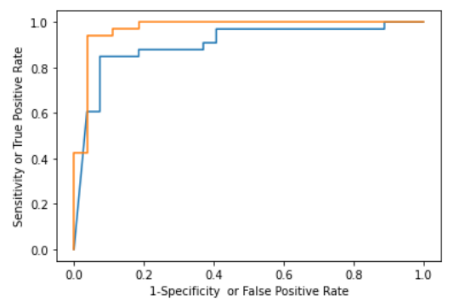 1.0
0.8
0.6
0.4
0.2
0.0
Sensitivity or True Positive Rate
0.0 0.2 0.4 0.6 0.8 1.0
1-Specificity or False Positive Rate